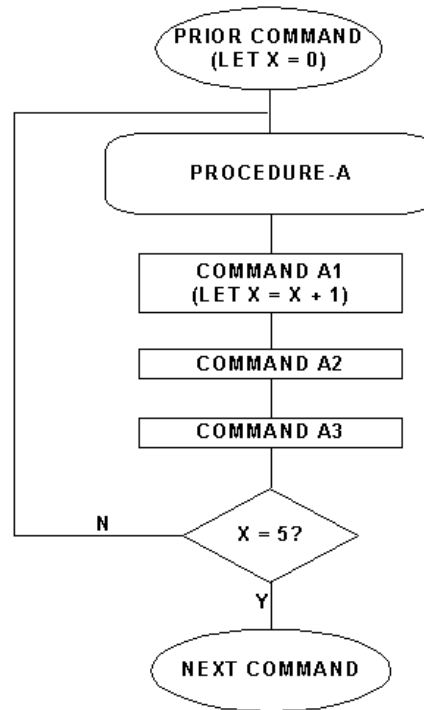 PRIOR COMMAND
(LET X = 0)
PROCEDURE-A
COMMAND A1
(LET X = X + 1)
COMMAND A2
COMMAND A3
N
X = 5?
Y
NEXT COMMAND